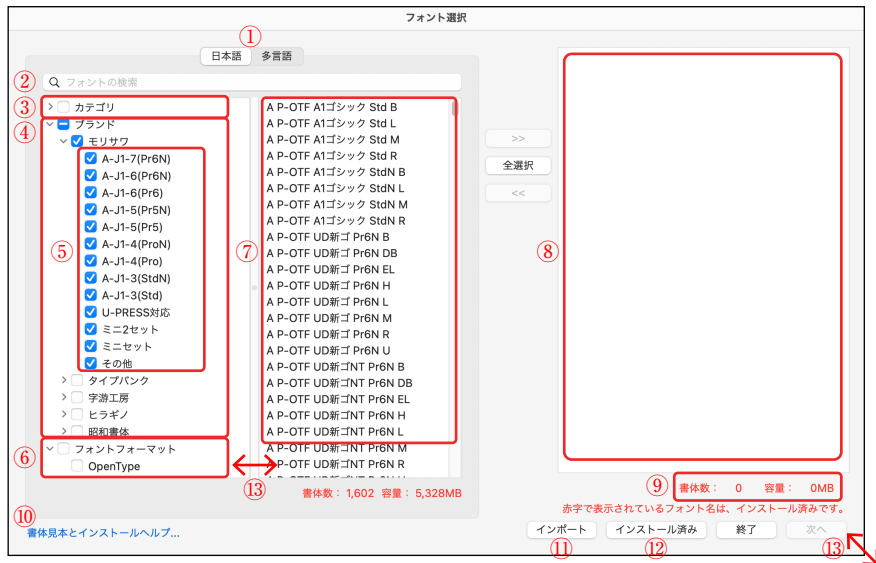 フォント選択
①
日本語 多言語
② フォントの検索
③ カテゴリ
④ ブランド
モリサワ
⑤
A-J1-7(Pr6N)
A-J1-6(Pr6N)
A-J1-6(Pr6)
A-J1-5(Pr5N)
A-J1-5(Pr5)
A-J1-4(ProN)
A-J1-4(Pro)
A-J1-3(StdN)
A-J1-3(Std)
U-PRESS対応
ミニ2セット
ミニセット
その他
タイプバンク
字游工房
ヒラギノ
昭和書体
⑥ フォントフォーマット
OpenType
⑦
A P-OTF A1ゴシック Std B
A P-OTF A1ゴシック Std L
A P-OTF A1ゴシック Std M
A P-OTF A1ゴシック Std R
A P-OTF A1ゴシック StdN B
A P-OTF A1ゴシック StdN L
A P-OTF A1ゴシック StdN M
A P-OTF A1ゴシック StdN R
A P-OTF UD新ゴ Pr6N B
A P-OTF UD新ゴ Pr6N DB
A P-OTF UD新ゴ Pr6N EL
A P-OTF UD新ゴ Pr6N H
A P-OTF UD新ゴ Pr6N L
A P-OTF UD新ゴ Pr6N M
A P-OTF UD新ゴ Pr6N R
A P-OTF UD新ゴ Pr6N U
A P-OTF UD新ゴNT Pr6N B
A P-OTF UD新ゴNT Pr6N DB
A P-OTF UD新ゴNT Pr6N EL
A P-OTF UD新ゴNT Pr6N H
A P-OTF UD新ゴNT Pr6N L
A P-OTF UD新ゴNT Pr6N M
A P-OTF UD新ゴNT Pr6N R
⑬
書体数： 1,602 容量： 5,328MB
>>
全選択
<<
⑧
⑨ 書体数： 0 容量： 0MB
赤字で表示されているフォント名は、インストール済みです。
⑩
書体見本とインストールヘルプ...
インポート インストール済み 終了 次へ
⑪ ⑫ ⑬